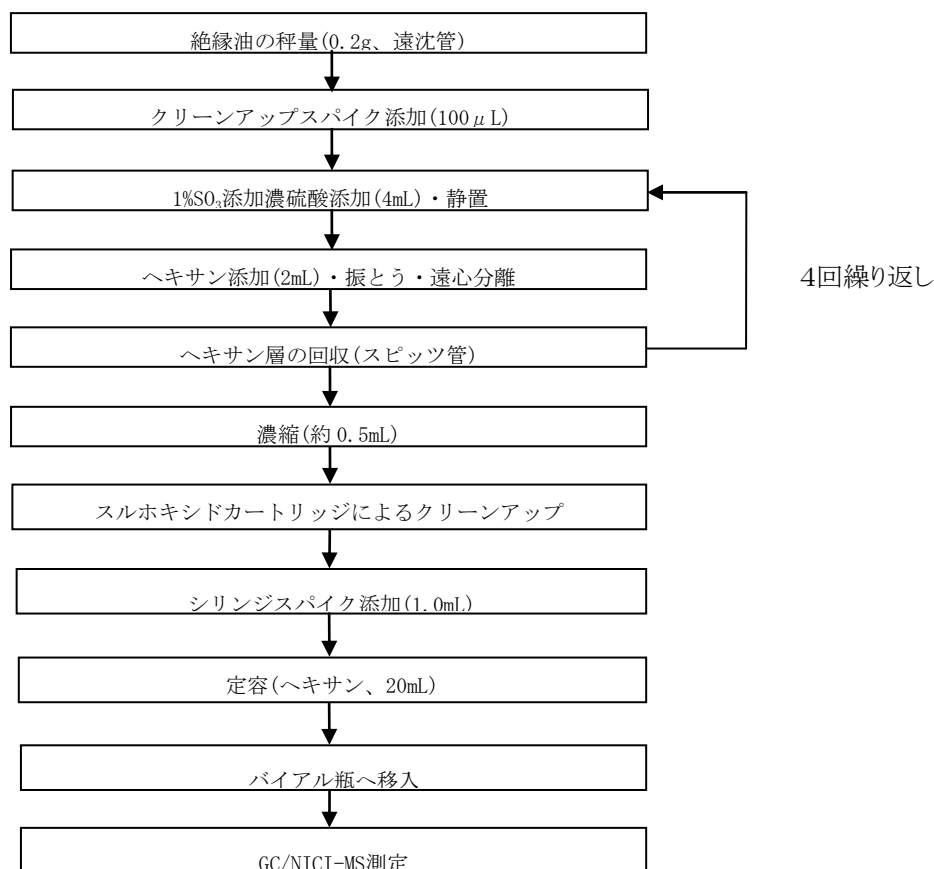 絶縁油の秤量(0.2g、遠沈管)
クリーンアップスパイク添加(100μL)
1%SO₃添加濃硫酸添加(4mL)・静置
ヘキサン添加(2mL)・振とう・遠心分離
4回繰り返し
ヘキサン層の回収(スピッツ管)
濃縮(約0.5mL)
スルホキシドカートリッジによるクリーンアップ
シリンジスパイク添加(1.0mL)
定容(ヘキサン、20mL)
バイアル瓶へ移入
GC/NICI-MS測定